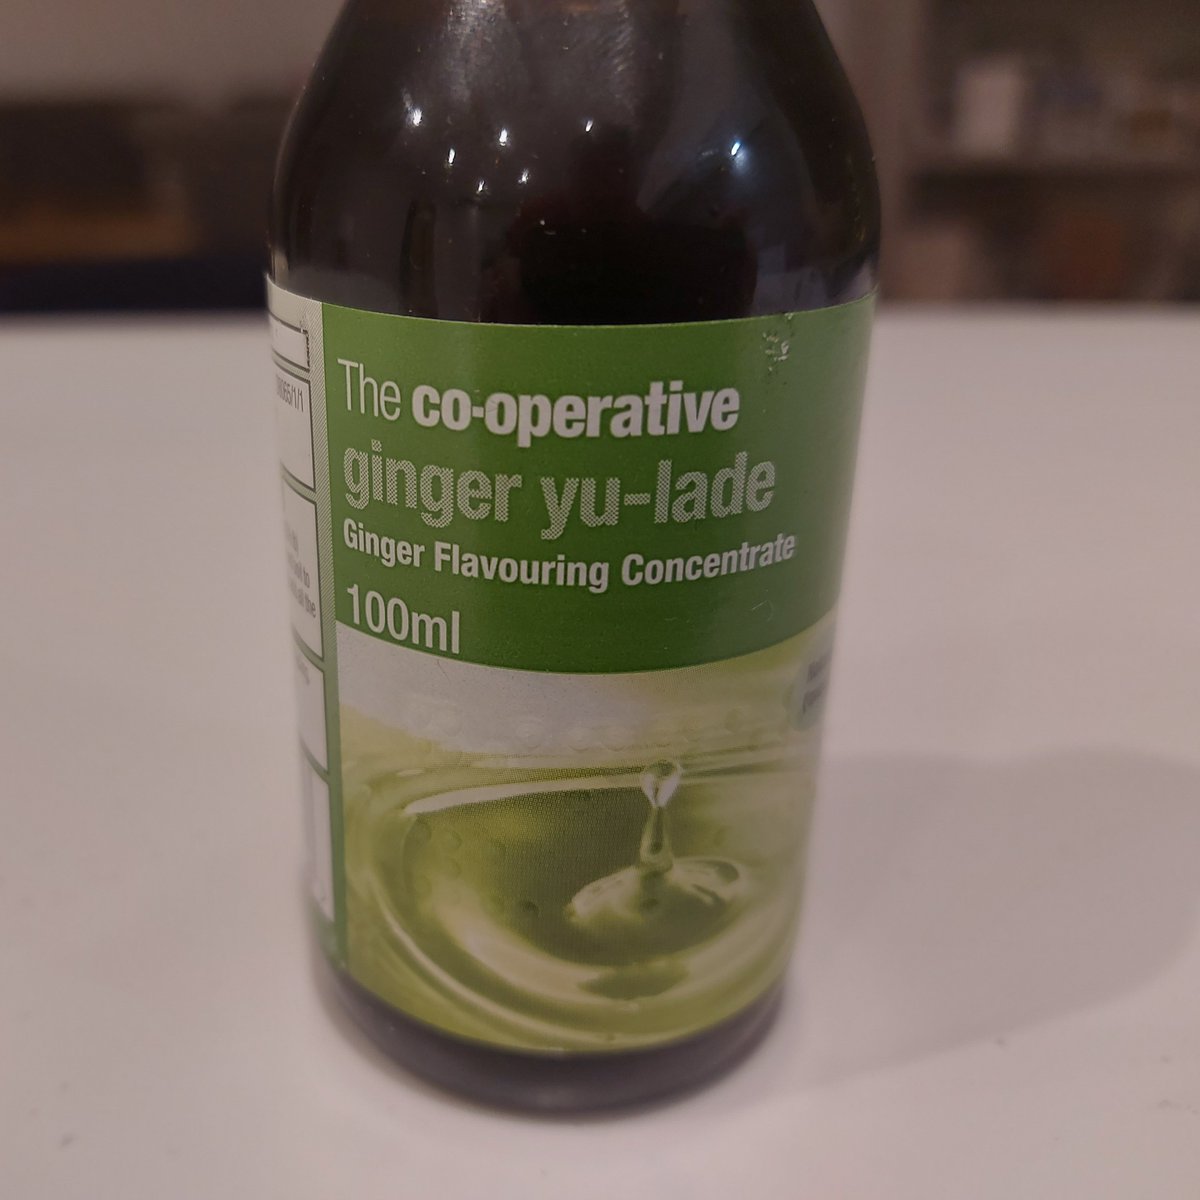 The co-operative
ginger yu-lade
Ginger Flavouring Concentrate
100ml